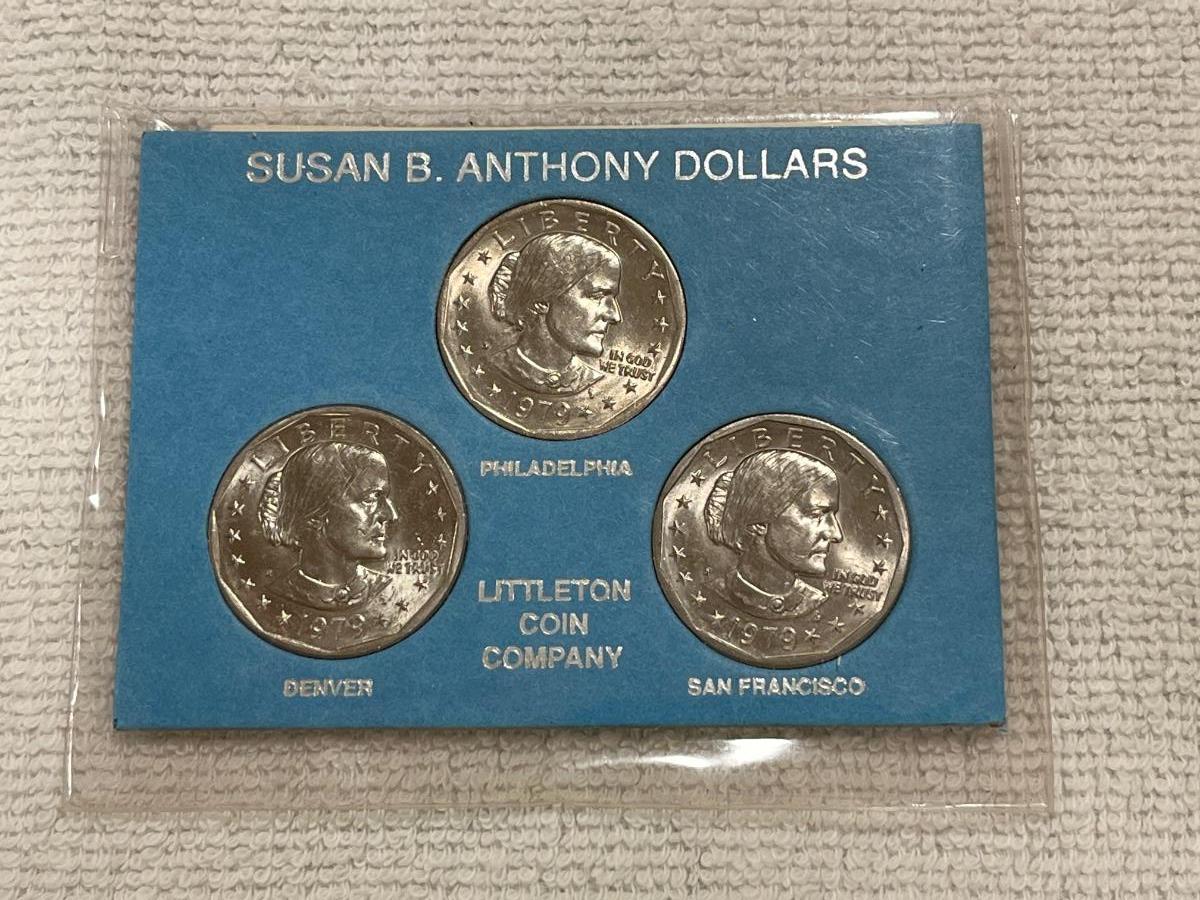 SUSAN B. ANTHONY DOLLARS
LIBERTY
IN GOD
WE TRUST
1979
PHILADELPHIA
LIBERTY
IN GOD
WE TRUST
1979
DENVER
LITTLETON
COIN
COMPANY
LIBERTY
IN GOD
WE TRUST
1979
SAN FRANCISCO